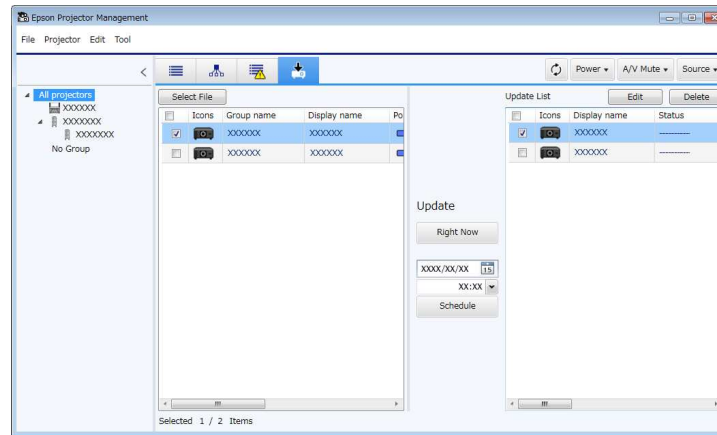 Epson Projector Management
File Projector Edit Tool
Power A/V Mute Source
All projectors
XXXXXX
XXXXXXX
XXXXXXX
No Group
Select File
Icons Group name Display name Po
XXXXXX XXXXXX
XXXXXX XXXXXX
Selected 1 / 2 Items
Update
Right Now
XXXX/XX/XX 15
XX:XX
Schedule
Update List Edit Delete
Icons Display name Status
XXXXXX ----------
XXXXXX ----------